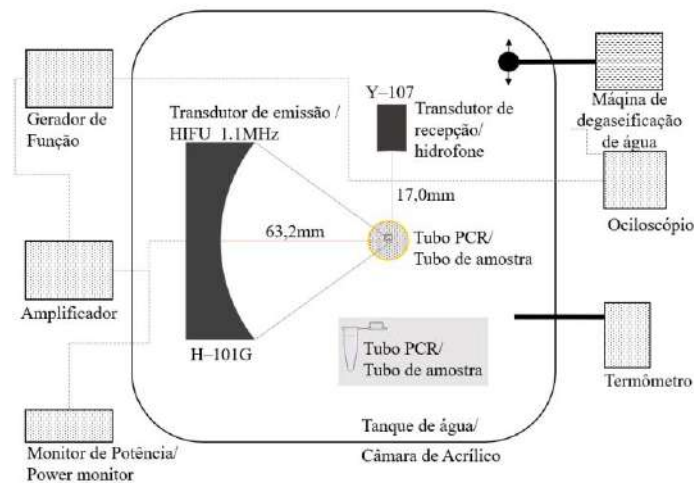 Gerador de
Função
Transdutor de emissão /
HIFU 1.1MHz
Y–107
Transdutor de
recepção/
hidrofone
Máqina de
degaseificação
de água
17,0mm
63,2mm
Ociloscópio
Tubo PCR/
Tubo de amostra
Amplificador
H–101G
Tubo PCR/
Tubo de amostra
Termômetro
Tanque de água/
Câmara de Acrílico
Monitor de Potência/
Power monitor